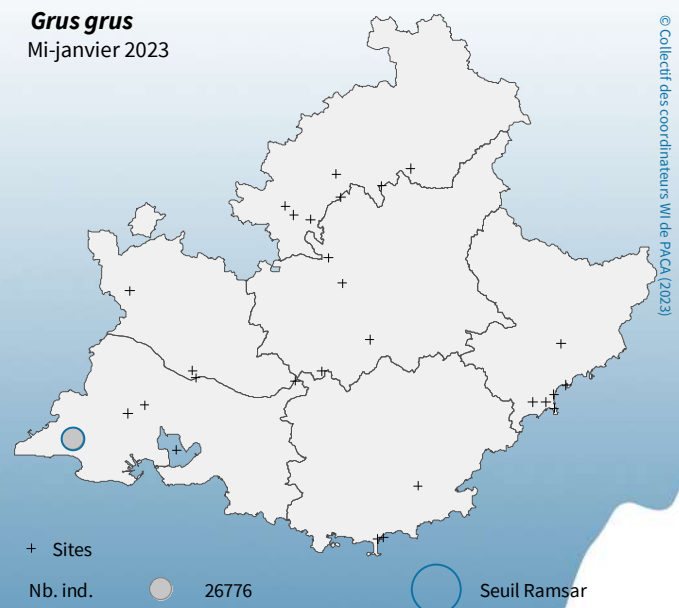 Grus grus
Mi-janvier 2023
© Collectif des coordinateurs WI de PACA (2023)
+ Sites
Nb. ind. 26776 Seuil Ramsar